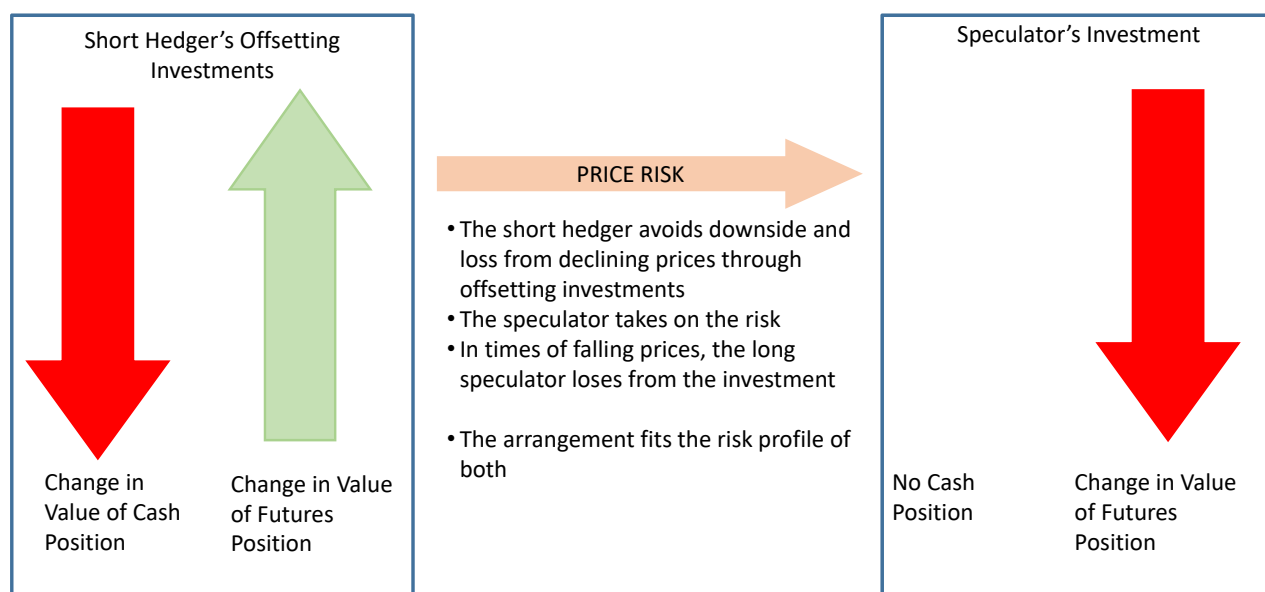 Short Hedger’s Offsetting
Investments
Change in
Value of Cash
Position
Change in Value
of Futures
Position
PRICE RISK
• The short hedger avoids downside and
loss from declining prices through
offsetting investments
• The speculator takes on the risk
• In times of falling prices, the long
speculator loses from the investment
• The arrangement fits the risk profile of
both
Speculator’s Investment
No Cash
Position
Change in Value
of Futures
Position